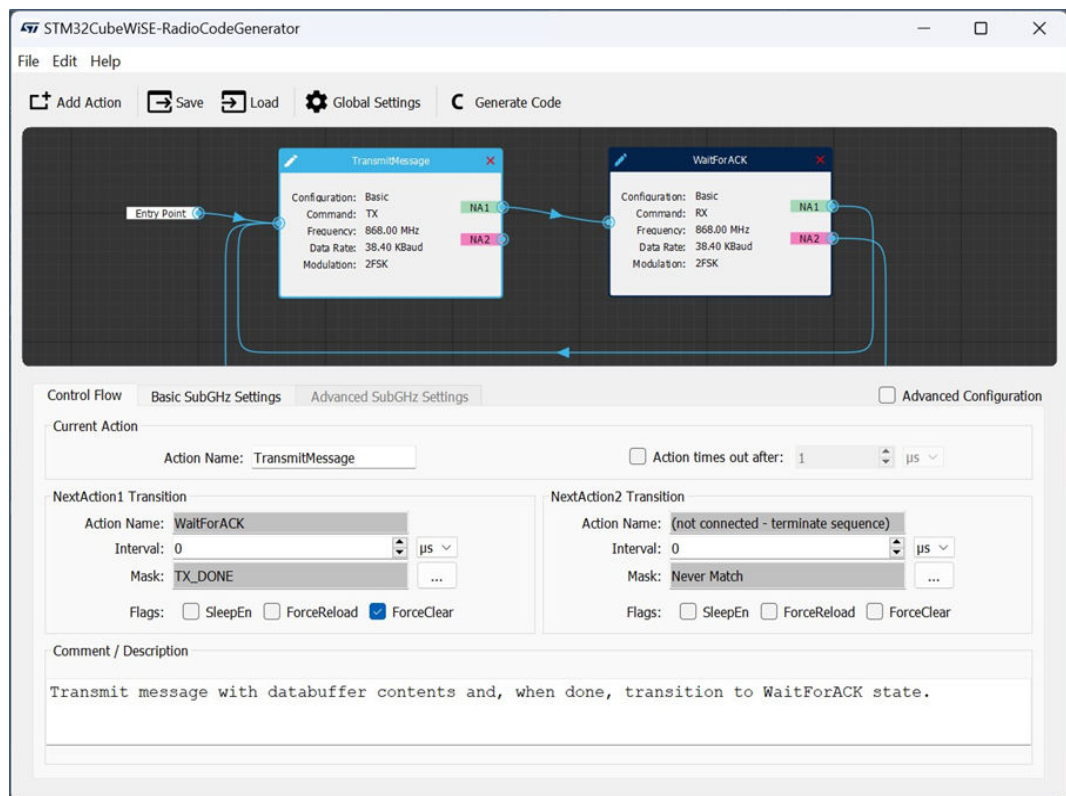 STM32CubeWiSE-RadioCodeGenerator
File Edit Help
Add Action Save Load Global Settings C Generate Code
TransmitMessage
Configuration: Basic
Command: TX
Frequency: 868.00 MHz
Data Rate: 38.40 KBaud
Modulation: 2FSK
NA1
NA2
WaitForACK
Configuration: Basic
Command: RX
Frequency: 868.00 MHz
Data Rate: 38.40 KBaud
Modulation: 2FSK
NA1
NA2
Entry Point
Control Flow Basic SubGHz Settings Advanced SubGHz Settings Advanced Configuration
Current Action
Action Name: TransmitMessage Action times out after: 1 µs
NextAction1 Transition
Action Name: WaitForACK
Interval: 0 µs
Mask: TX_DONE ...
Flags: SleepEn ForceReload ForceClear
NextAction2 Transition
Action Name: (not connected - terminate sequence)
Interval: 0 µs
Mask: Never Match ...
Flags: SleepEn ForceReload ForceClear
Comment / Description
Transmit message with databuffer contents and, when done, transition to WaitForACK state.